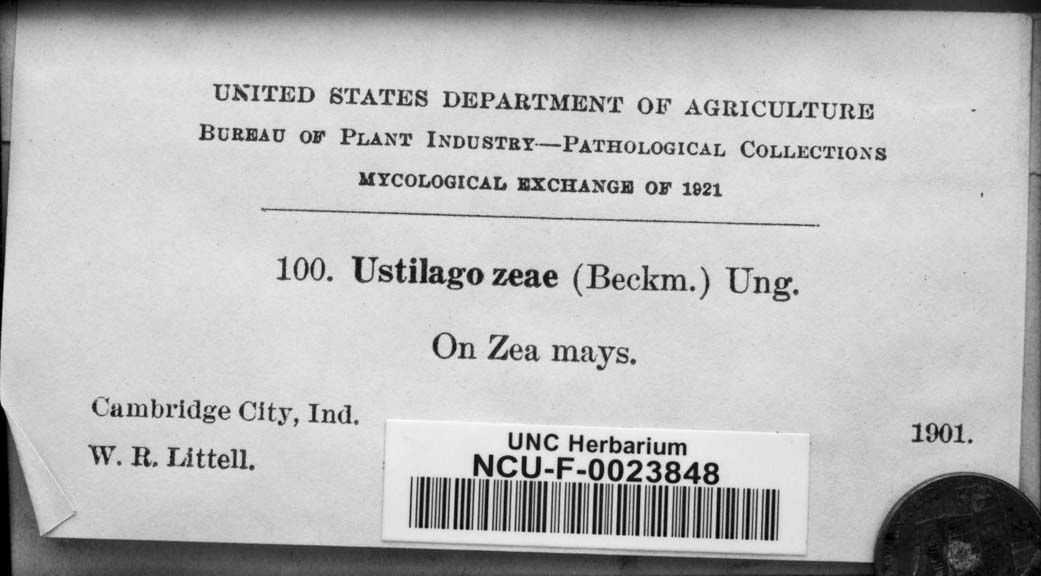 UNITED STATES DEPARTMENT OF AGRICULTURE
BUREAU OF PLANT INDUSTRY—PATHOLOGICAL COLLECTIONS
MYCOLOGICAL EXCHANGE OF 1921
100. Ustilago zeae (Beckm.) Ung.
On Zea mays.
Cambridge City, Ind.
W. R. Littell.
1901.
UNC Herbarium
NCU-F-0023848